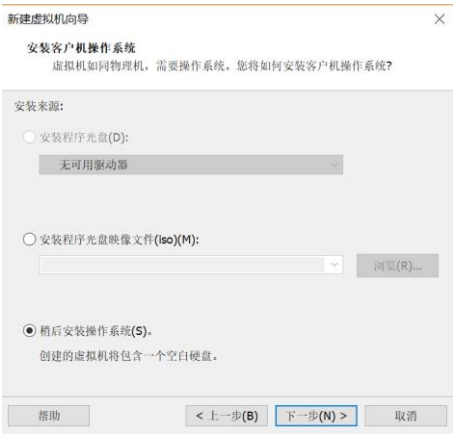 新建虚拟机向导
安装客户机操作系统
虚拟机如同物理机，需要操作系统。您将如何安装客户机操作系统?
安装来源:
安装程序光盘(D):
无可用驱动器
安装程序光盘映像文件(iso)(M):
浏览(R)...
稍后安装操作系统(S)。
创建的虚拟机将包含一个空白硬盘。
帮助 < 上一步(B) 下一步(N) > 取消